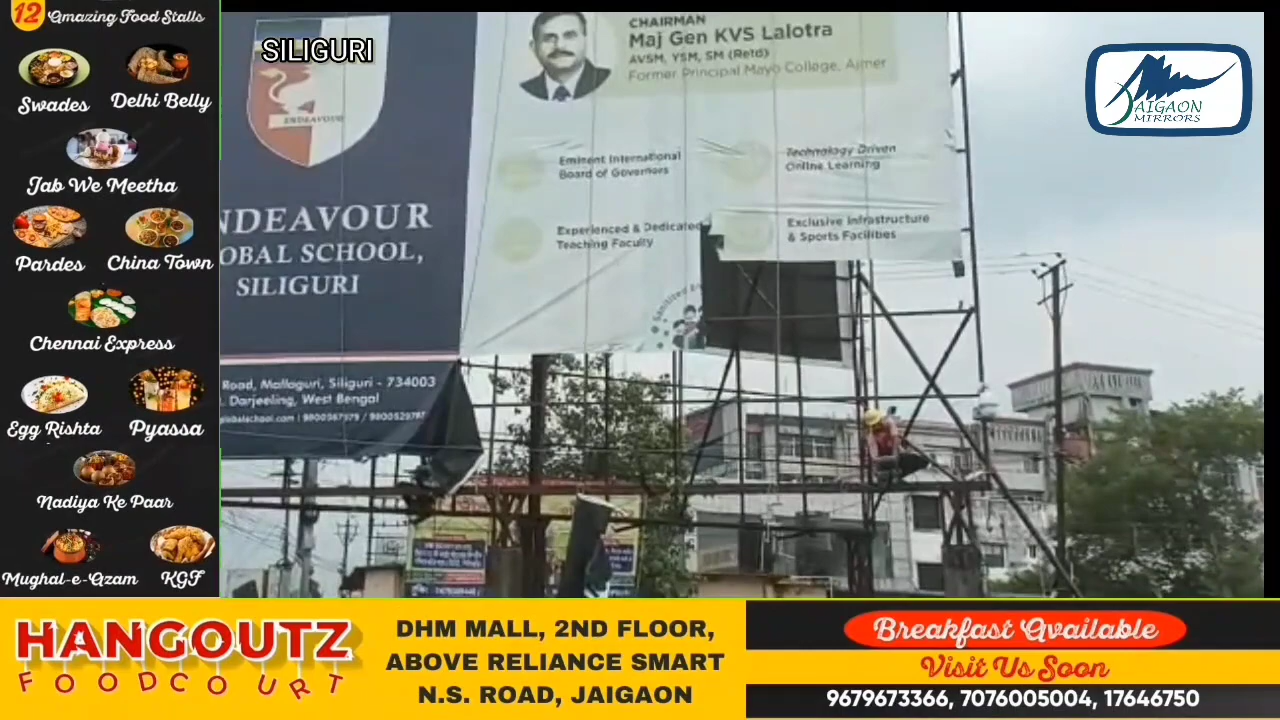 12 Amazing Food Stalls
Swades
Delhi Belly
Jab We Meetha
Pardes
China Town
Chennai Express
Egg Rishta
Pyassa
Nadiya Ke Paar
Mughal-e-Azam
KGF
SILIGURI
ENDEAVOUR
NDEAVOUR
OBAL SCHOOL,
SILIGURI
Road, Matigaru, Siliguri - 734003
Darjeeling, West Bengal
CHAIRMAN
Maj Gen KVS Lalotra
AVSM, YSM, SM (Retd)
Former Principal Mayo College, Ajmer
Eminent International
Board of Governors
Technology Driven
Online Learning
Experienced & Dedicated
Teaching Faculty
Exclusive Infrastructure
& Sports Facilities
JAIGAON
MIRRORS
HANGOUTZ
FOODCOURT
DHM MALL, 2ND FLOOR,
ABOVE RELIANCE SMART
N.S. ROAD, JAIGAON
Breakfast Available
Visit Us Soon
9679673366, 7076005004, 17646750